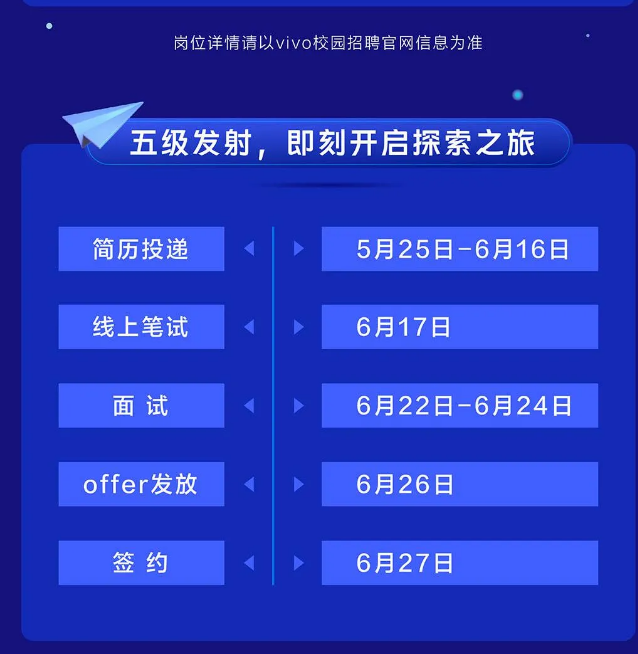 岗位详情请以vivo校园招聘官网信息为准
五级发射，即刻开启探索之旅
简历投递 5月25日-6月16日
线上笔试 6月17日
面 试 6月22日-6月24日
offer发放 6月26日
签 约 6月27日